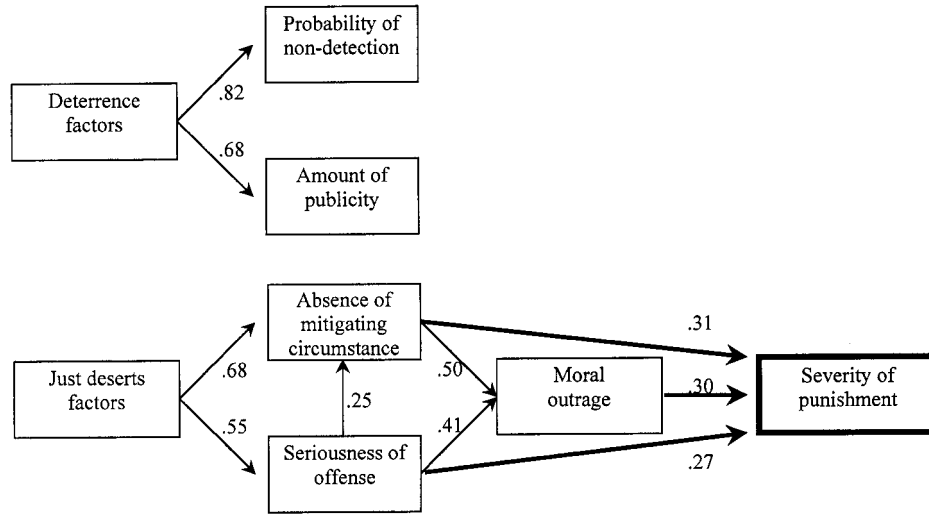 Probability of
non-detection
Deterrence
factors
.82
.68
Amount of
publicity
Absence of
mitigating
circumstance
.31
Just deserts
factors
.68
.50
Moral
outrage
.30
Severity of
punishment
.25
.55
.41
Seriousness of
offense
.27